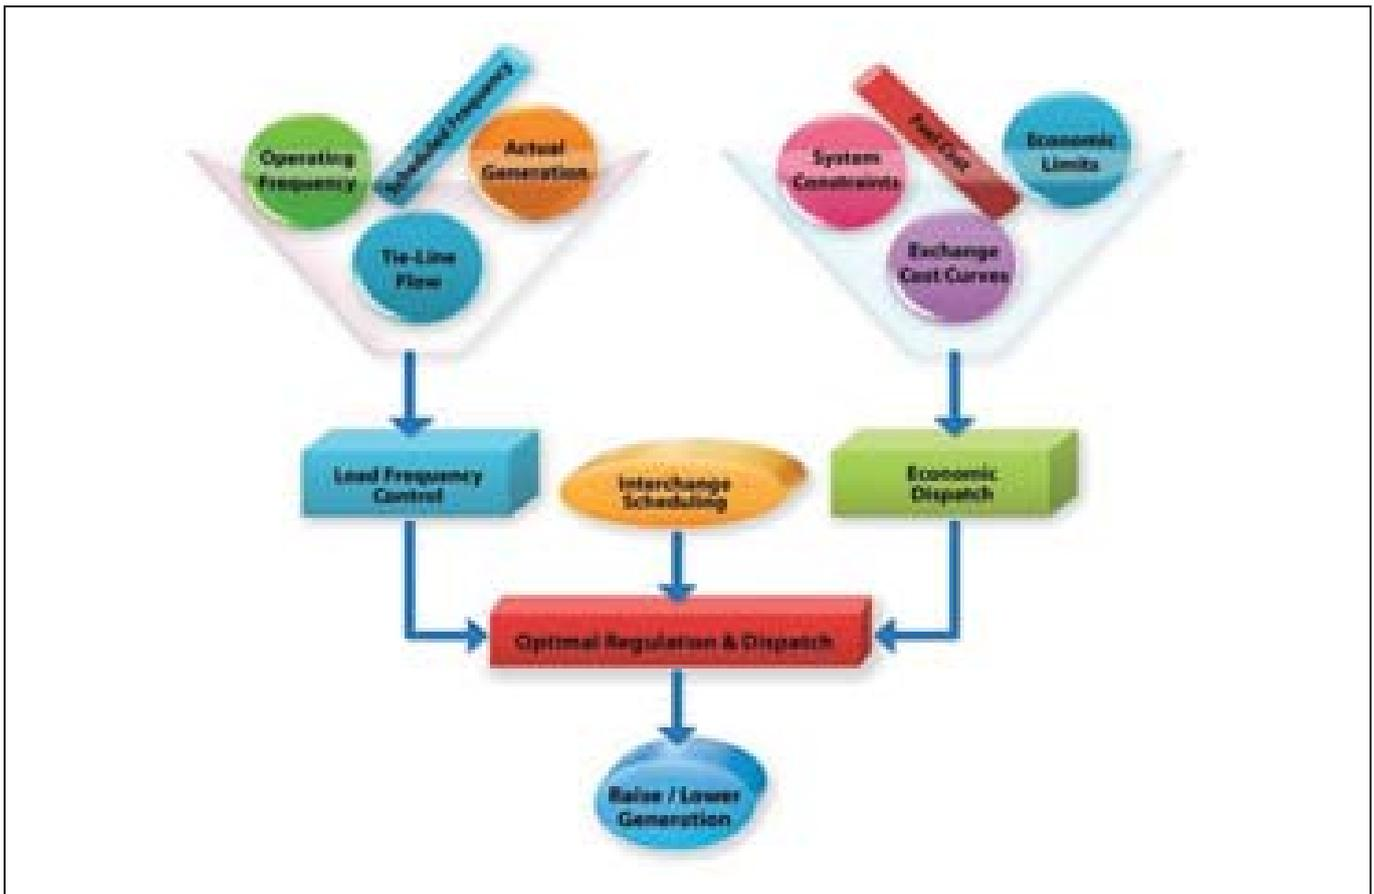 Scheduled Frequency
Operating
Frequency
Actual
Generation
Tie-Line
Flow
Fuel Cost
System
Constraints
Economic
Limits
Exchange
Cost Curves
Load Frequency
Control
Interchange
Scheduling
Economic
Dispatch
Optimal Regulation & Dispatch
Raise / Lower
Generation